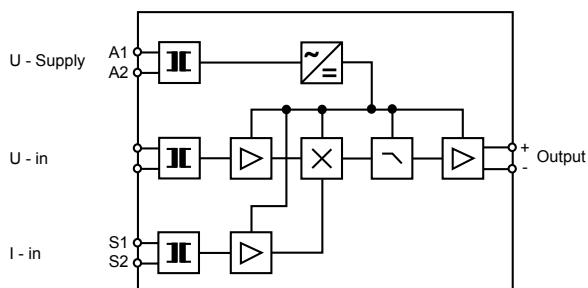 U - Supply
A1
A2
U - in
+
-
Output
I - in
S1
S2